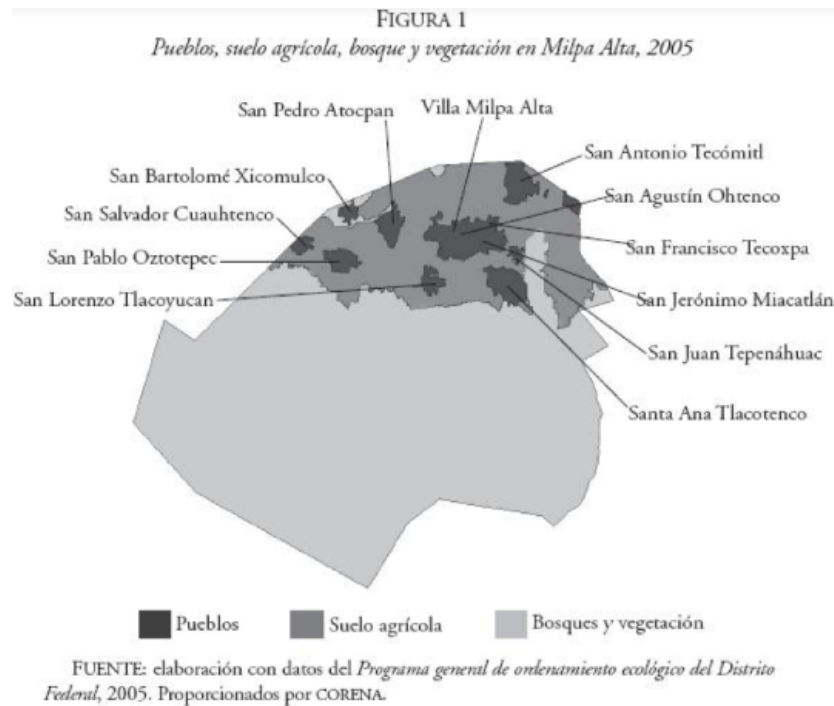 FIGURA 1
Pueblos, suelo agrícola, bosque y vegetación en Milpa Alta, 2005
San Pedro Atocpan
Villa Milpa Alta
San Antonio Tecómitl
San Bartolomé Xicomulco
San Agustín Ohtenco
San Salvador Cuauhtenco
San Francisco Tecoxpa
San Pablo Oztotepec
San Lorenzo Tlacoyucan
San Jerónimo Miacatlán
San Juan Tepenáhuac
Santa Ana Tlacotenco
Pueblos
Suelo agrícola
Bosques y vegetación
FUENTE: elaboración con datos del Programa general de ordenamiento ecológico del Distrito
Federal, 2005. Proporcionados por CORENA.